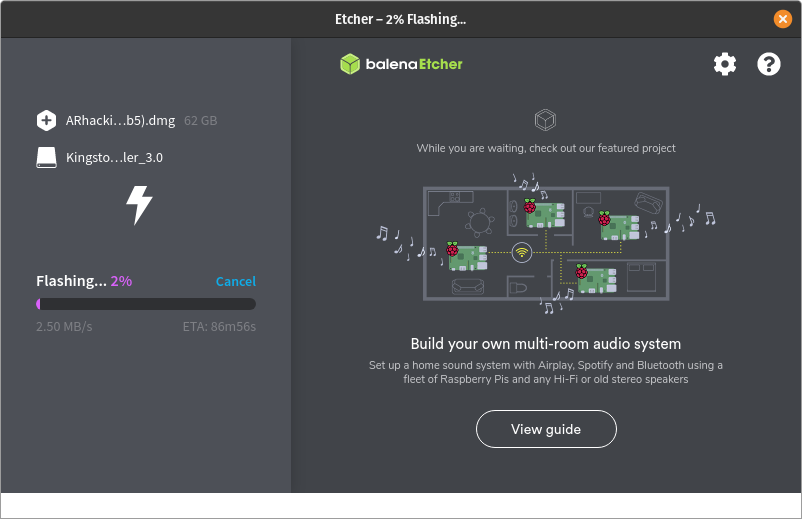 Etcher – 2% Flashing...
balenaEtcher
ARhacki...b5).dmg 62 GB
Kingsto...ler_3.0
While you are waiting, check out our featured project
Flashing... 2% Cancel
2.50 MB/s ETA: 86m56s
Build your own multi-room audio system
Set up a home sound system with Airplay, Spotify and Bluetooth using a
fleet of Raspberry Pis and any Hi-Fi or old stereo speakers
View guide